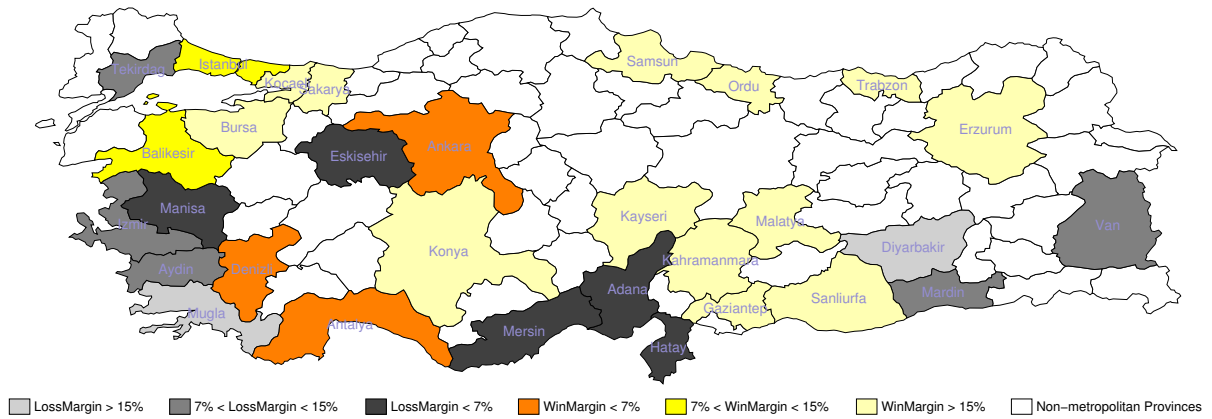 Samsun
Istanbul
Tekirdag
Kocaeli
Sakarya
Ordu
Trabzon
Bursa
Erzurum
Balikesir
Eskisehir
Ankara
Manisa
Kayseri
Malatya
Izmir
Van
Diyarbakir
Konya
Kahramanmara
Aydin
Denizli
Adana
Mardin
Sanliurfa
Gaziantep
Mugla
Antalya
Mersin
Hatay
LossMargin > 15% 7% < LossMargin < 15% LossMargin < 7% WinMargin < 7% 7% < WinMargin < 15% WinMargin > 15% Non−metropolitan Provinces